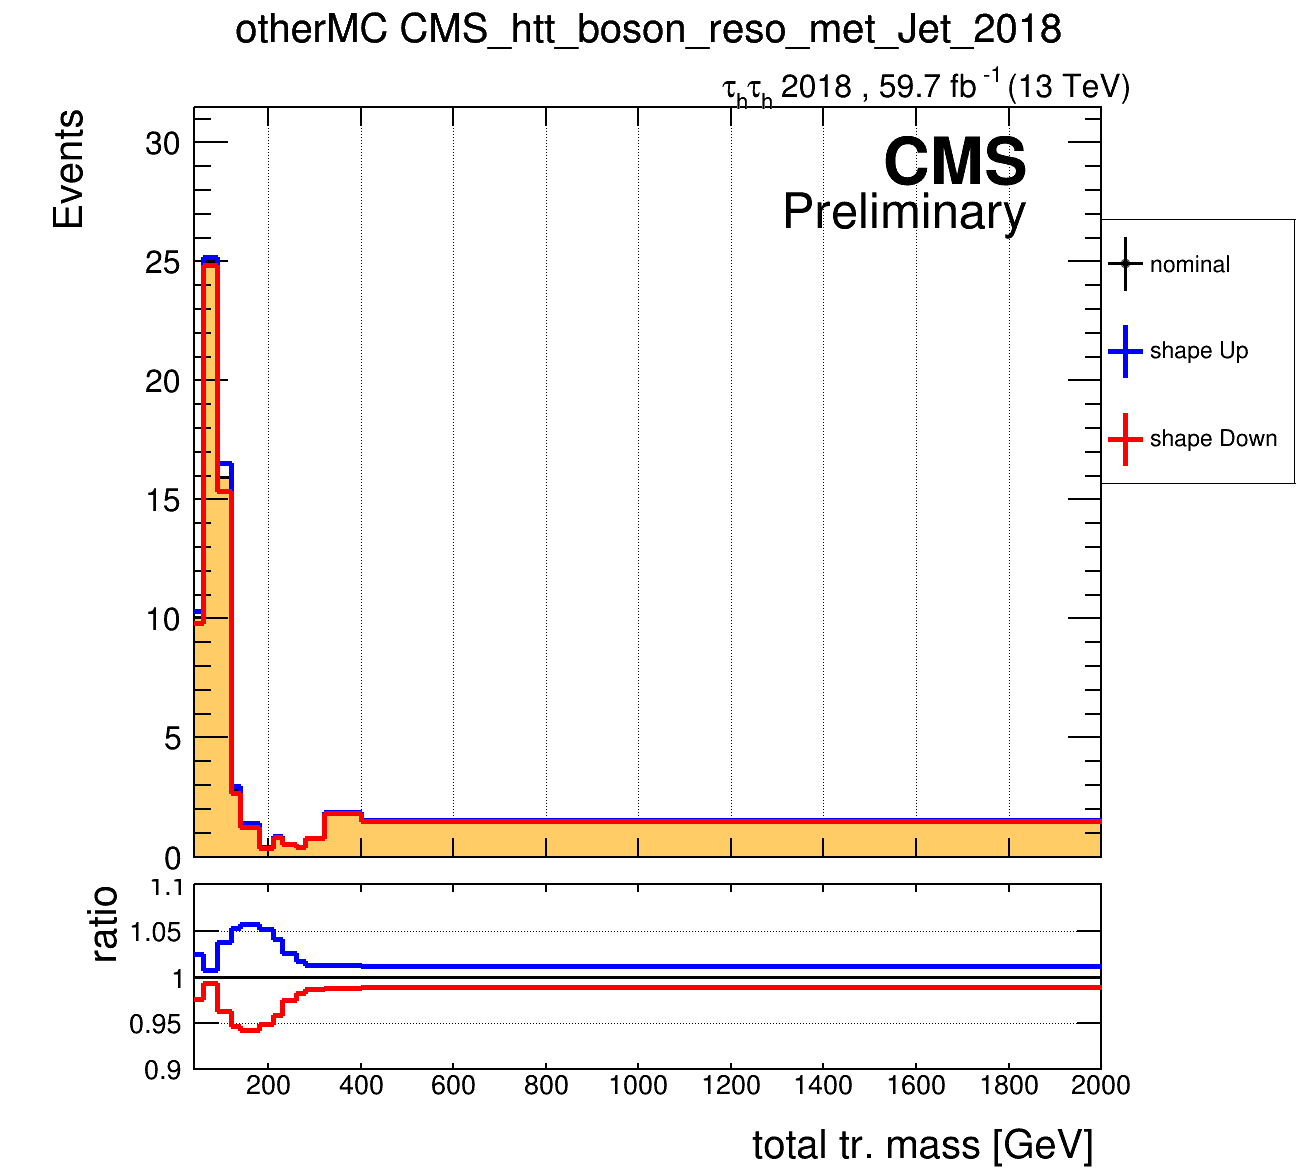 otherMC CMS_htt_boson_reso_met_Jet_2018
τhτh 2018 , 59.7 fb -1 (13 TeV)
Events
CMS
Preliminary
30
25
20
15
10
5
0
nominal
shape Up
shape Down
ratio
1.1
1.05
1
0.95
0.9
200 400 600 800 1000 1200 1400 1600 1800 2000
total tr. mass [GeV]